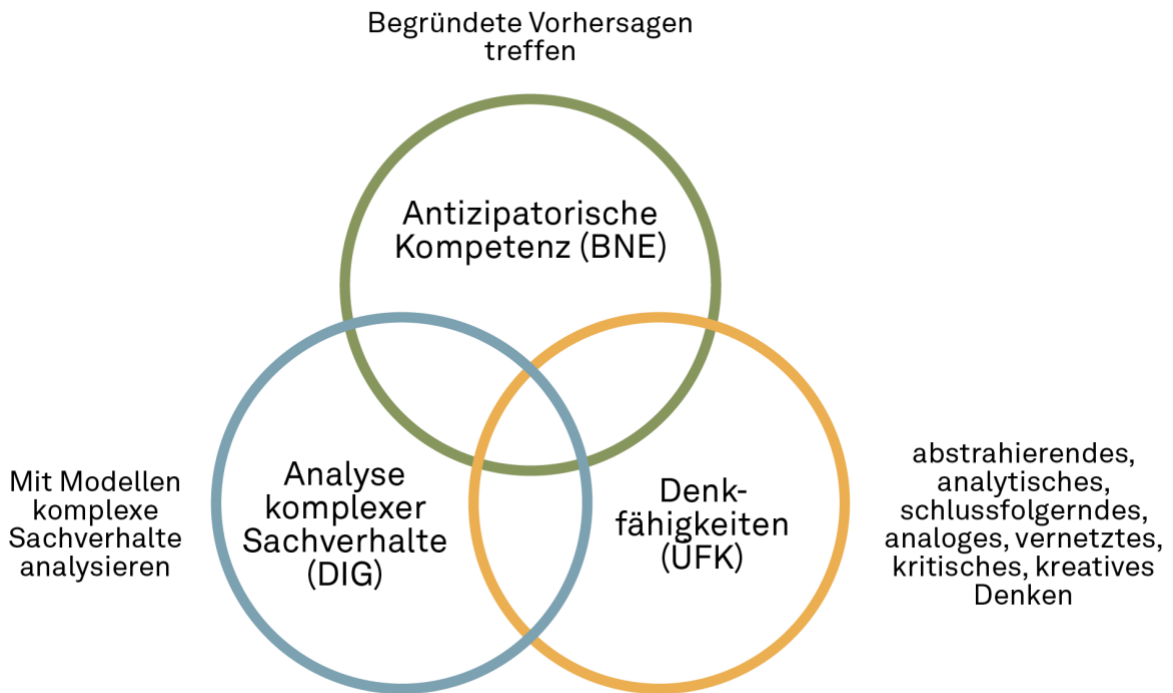 Begründete Vorhersagen
treffen
Antizipatorische
Kompetenz (BNE)
Mit Modellen
komplexe
Sachverhalte
analysieren
Analyse
komplexer
Sachverhalte
(DIG)
Denk-
fähigkeiten
(ÜFK)
abstrahierendes,
analytisches,
schlussfolgerndes,
analoges, vernetztes,
kritisches, kreatives
Denken